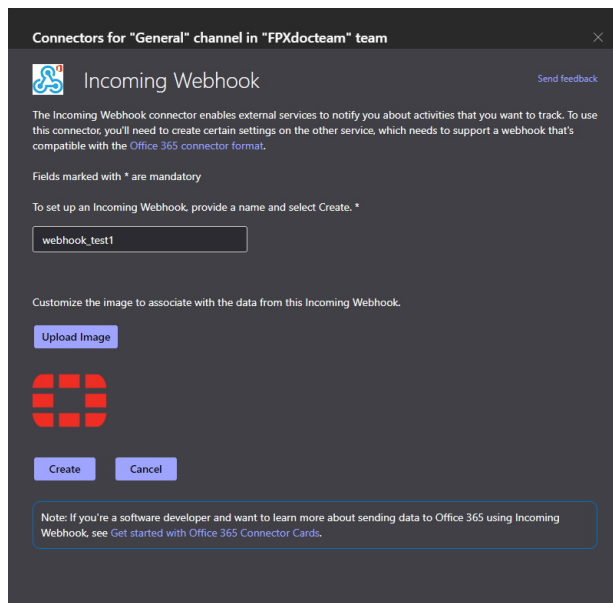 Connectors for "General" channel in "FPXdocteam" team
Incoming Webhook
Send feedback
The Incoming Webhook connector enables external services to notify you about activities that you want to track. To use
this connector, you'll need to create certain settings on the other service, which needs to support a webhook that's
compatible with the Office 365 connector format.
Fields marked with * are mandatory
To set up an Incoming Webhook, provide a name and select Create. *
webhook_test1
Customize the image to associate with the data from this Incoming Webhook.
Upload Image
Create
Cancel
Note: If you're a software developer and want to learn more about sending data to Office 365 using Incoming
Webhook, see Get started with Office 365 Connector Cards.